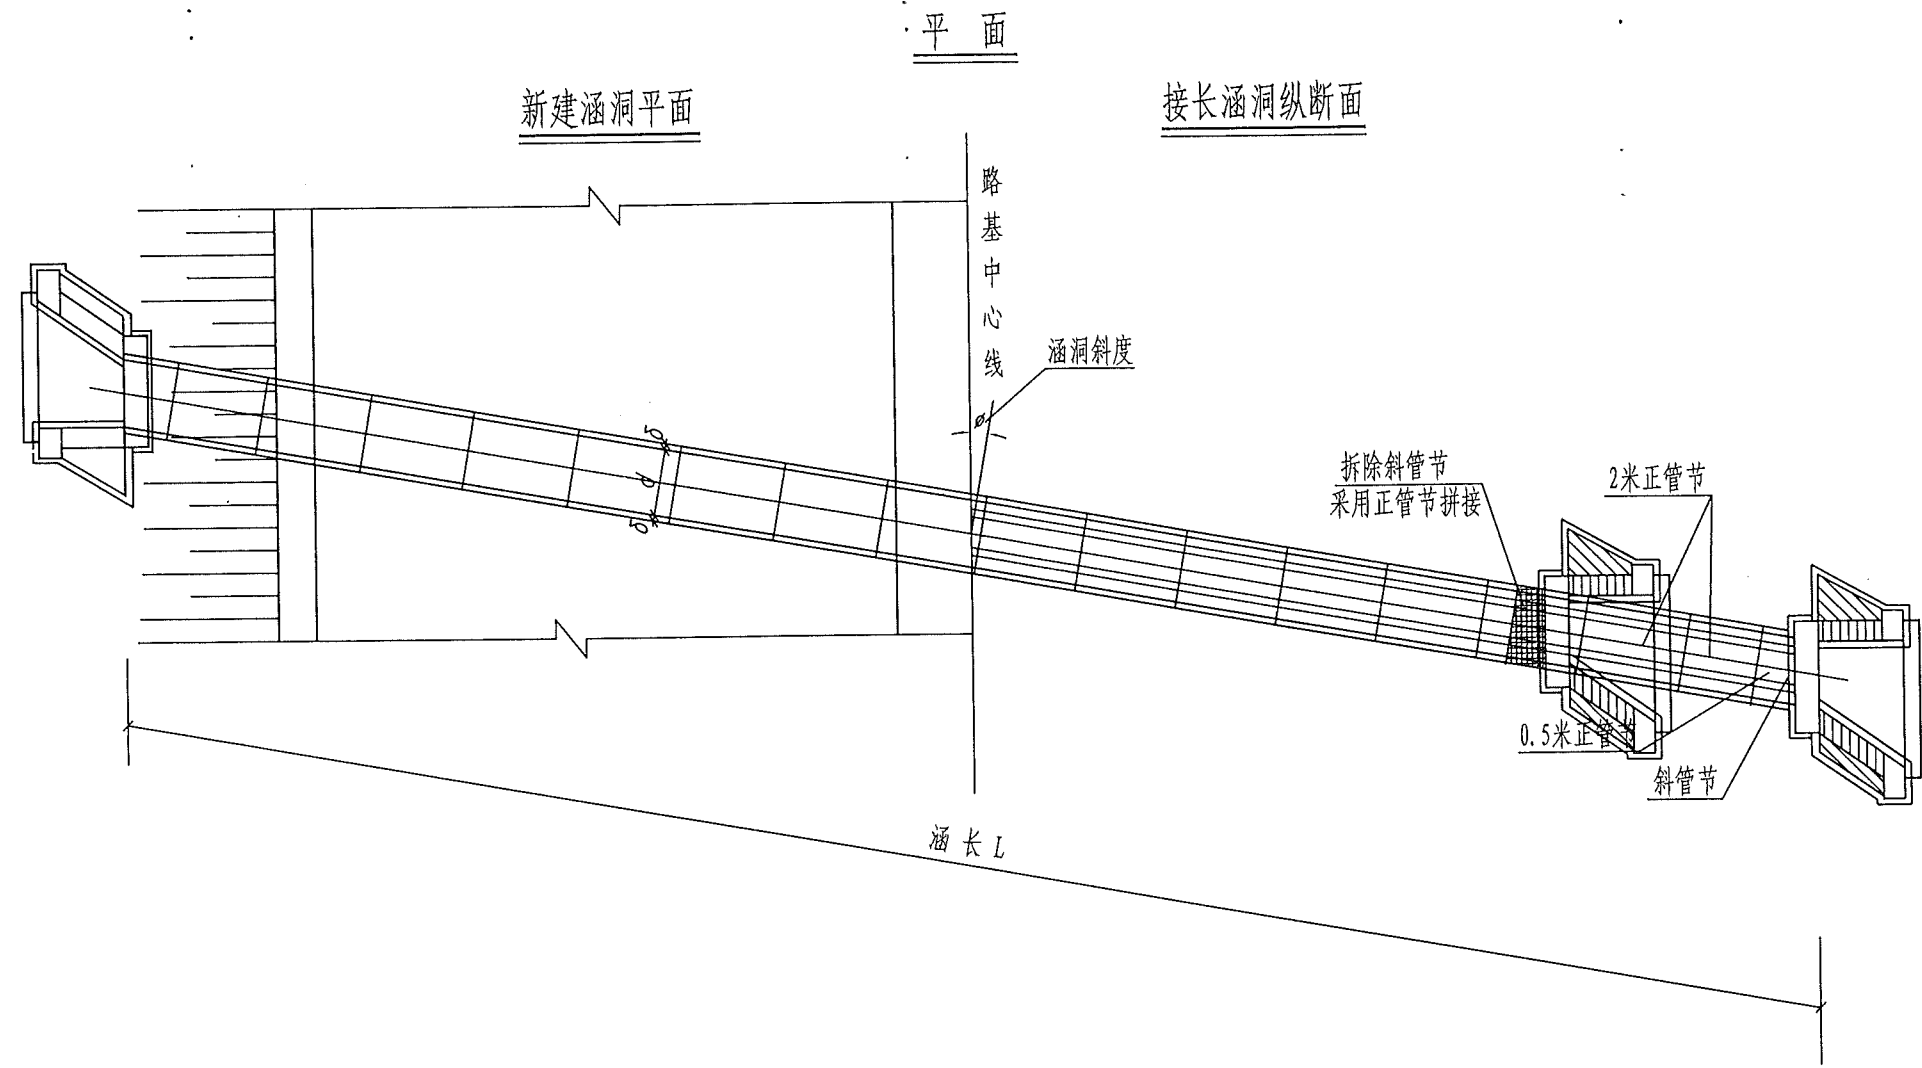 平 面
新建涵洞平面
接长涵洞纵断面
路基中心线
涵洞斜度
ø
δ
d
δ
拆除斜管节
采用正管节拼接
2米正管节
0.5米正管节
斜管节
涵长L